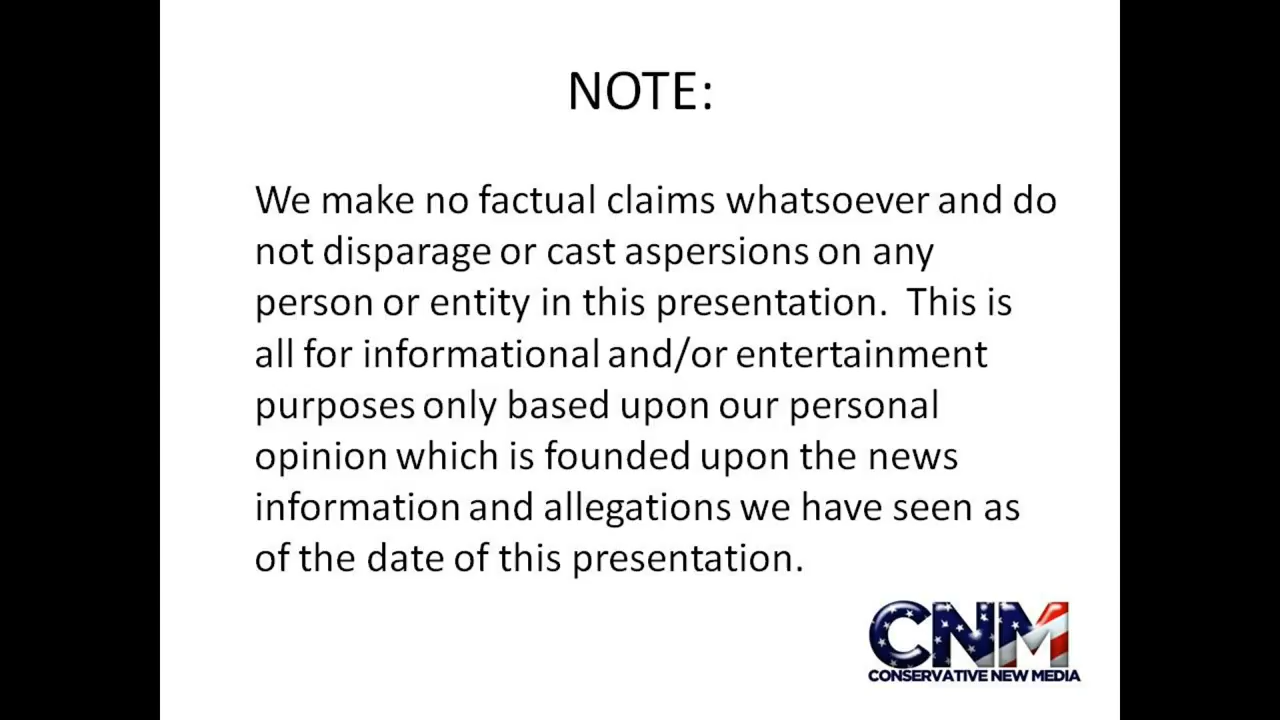 NOTE:
We make no factual claims whatsoever and do
not disparage or cast aspersions on any
person or entity in this presentation.  This is
all for informational and/or entertainment
purposes only based upon our personal
opinion which is founded upon the news
information and allegations we have seen as
of the date of this presentation.
CNM
CONSERVATIVE NEW MEDIA